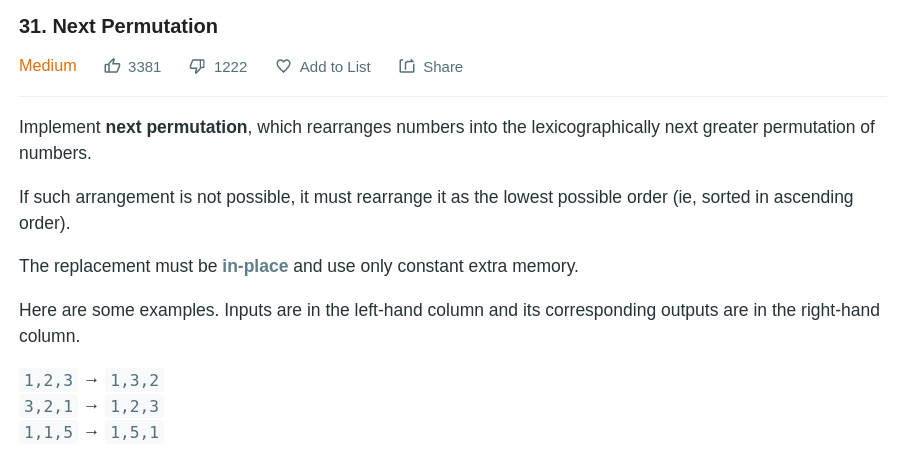 31. Next Permutation
Medium 3381 1222 Add to List Share
Implement next permutation, which rearranges numbers into the lexicographically next greater permutation of
numbers.
If such arrangement is not possible, it must rearrange it as the lowest possible order (ie, sorted in ascending
order).
The replacement must be in-place and use only constant extra memory.
Here are some examples. Inputs are in the left-hand column and its corresponding outputs are in the right-hand
column.
1,2,3 → 1,3,2
3,2,1 → 1,2,3
1,1,5 → 1,5,1